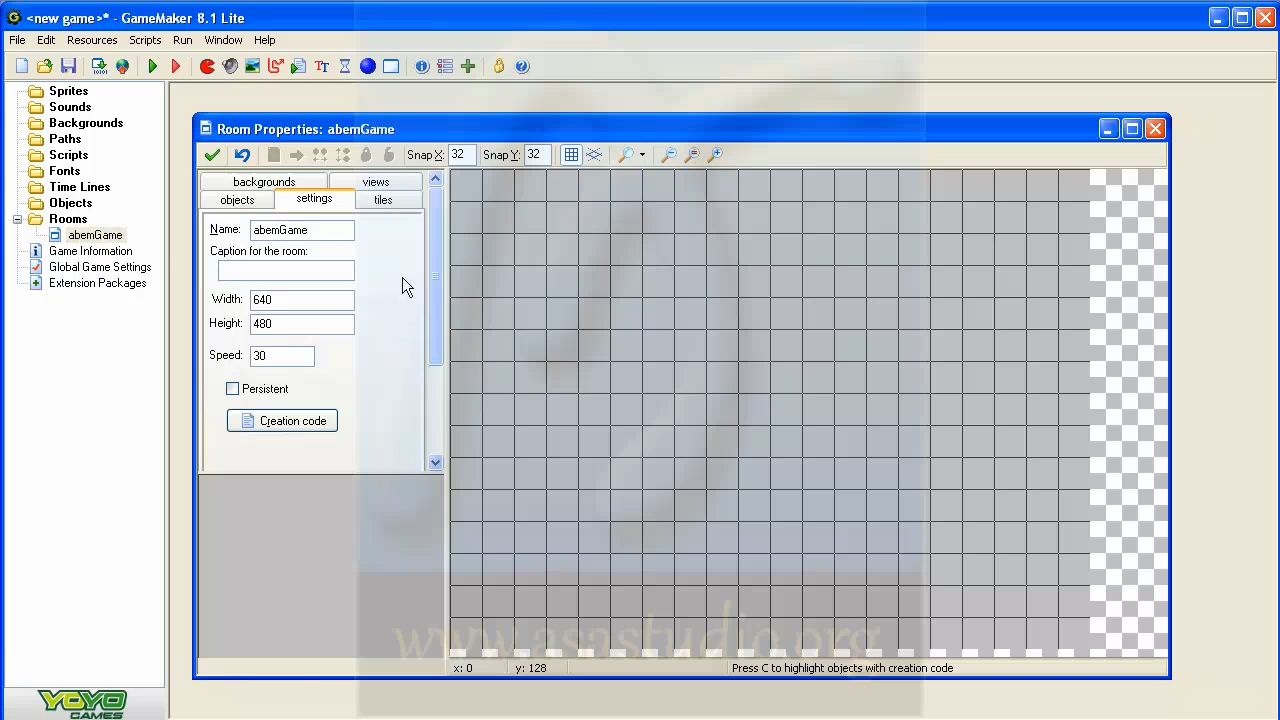 <new game>* - GameMaker 8.1 Lite
File Edit Resources Scripts Run Window Help
Sprites
Sounds
Backgrounds
Paths
Scripts
Fonts
Time Lines
Objects
Rooms
abemGame
Game Information
Global Game Settings
Extension Packages
YOYO
GAMES
Room Properties: abemGame
Snap X: 32 Snap Y: 32
backgrounds views
objects settings tiles
Name: abemGame
Caption for the room:
Width: 640
Height: 480
Speed: 30
Persistent
Creation code
www.asastudio.org
x: 0 y: 128 Press C to highlight objects with creation code